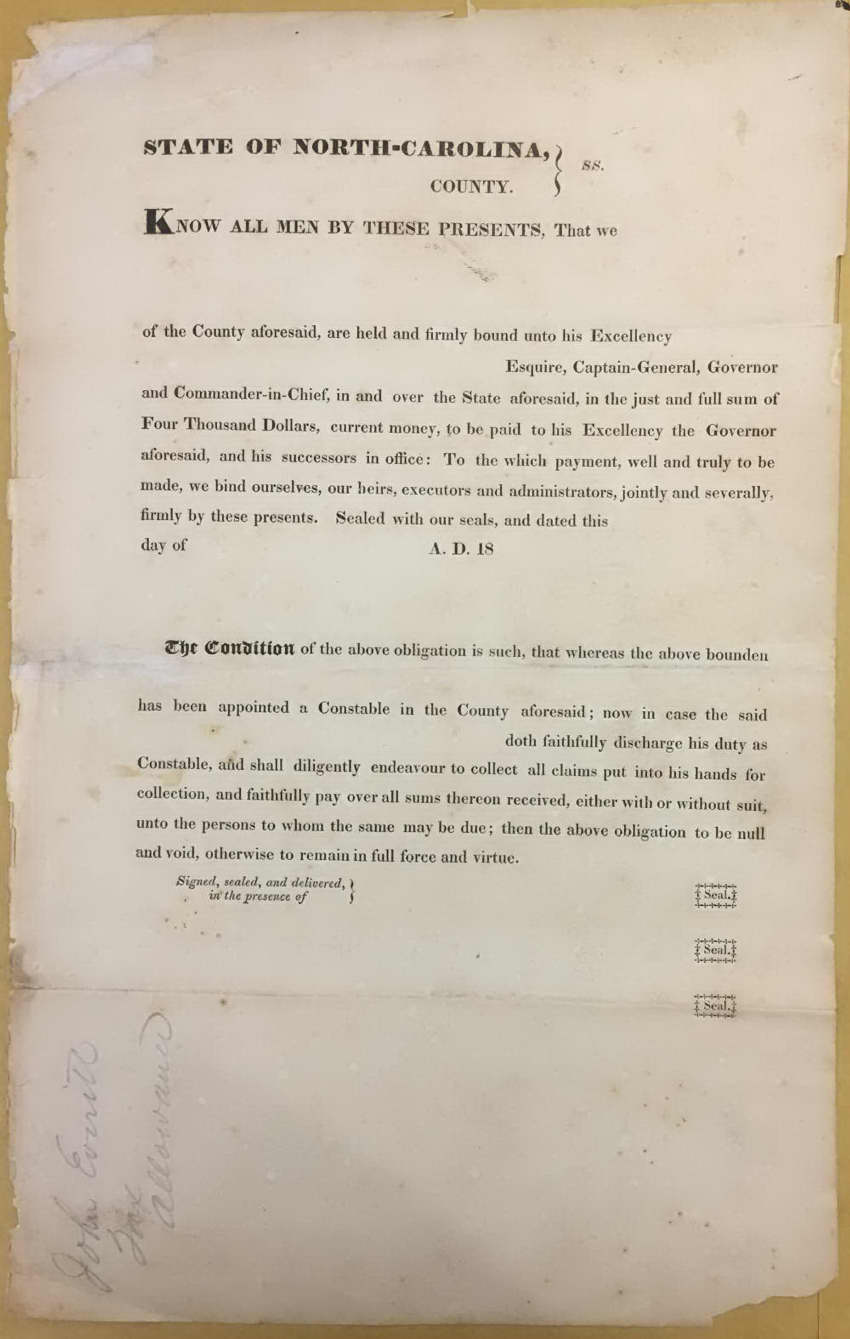 STATE OF NORTH-CAROLINA,
ss.
COUNTY.
KNOW ALL MEN BY THESE PRESENTS, That we
of the County aforesaid, are held and firmly bound unto his Excellency
Esquire, Captain-General, Governor
and Commander-in-Chief, in and over the State aforesaid, in the just and full sum of
Four Thousand Dollars, current money, to be paid to his Excellency the Governor
aforesaid, and his successors in office: To the which payment, well and truly to be
made, we bind ourselves, our heirs, executors and administrators, jointly and severally,
firmly by these presents. Sealed with our seals, and dated this
day of A. D. 18
The Condition of the above obligation is such, that whereas the above bounden
has been appointed a Constable in the County aforesaid; now in case the said
doth faithfully discharge his duty as
Constable, and shall diligently endeavour to collect all claims put into his hands for
collection, and faithfully pay over all sums thereon received, either with or without suit,
unto the persons to whom the same may be due; then the above obligation to be null
and void, otherwise to remain in full force and virtue.
Signed, sealed, and delivered,
in the presence of
Seal.
Seal.
Seal.
John
allowance